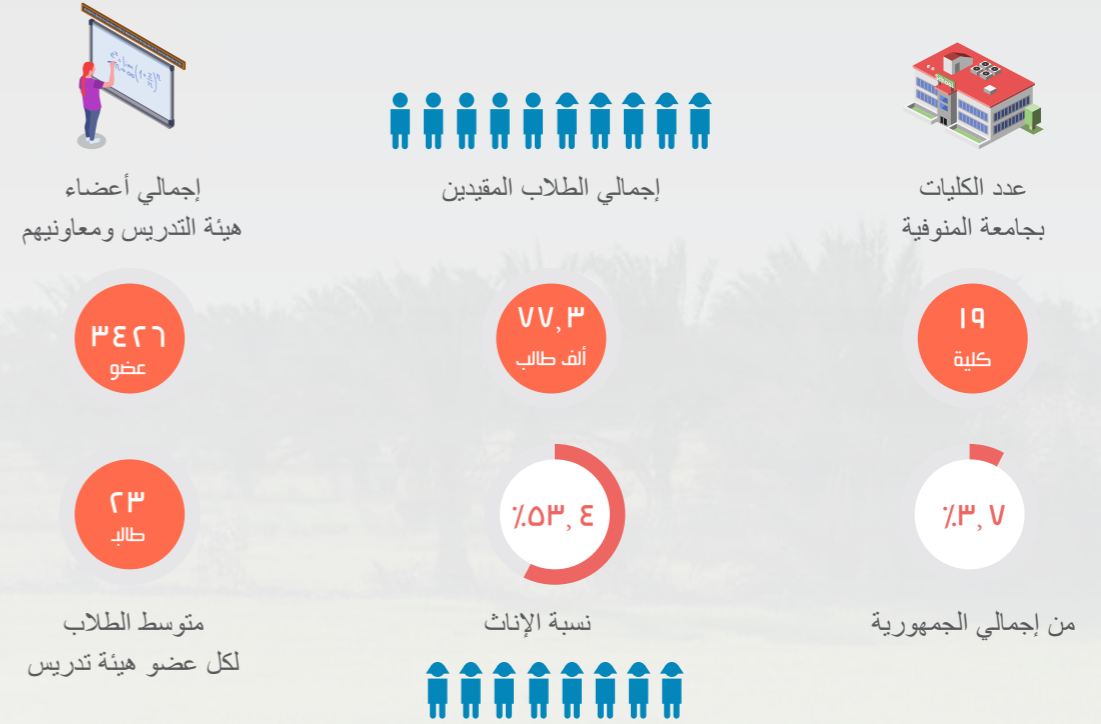 عدد الكليات
بجامعة المنوفية
١٩
كلية
٪٣,٧
من إجمالي الجمهورية
إجمالي الطلاب المقيدين
٧٧,٣
ألف طالب
٪٥٣,٤
نسبة الإناث
إجمالي أعضاء
هيئة التدريس ومعاونيهم
٣٤٢٦
عضو
٢٣
طالب
متوسط الطلاب
لكل عضو هيئة تدريس